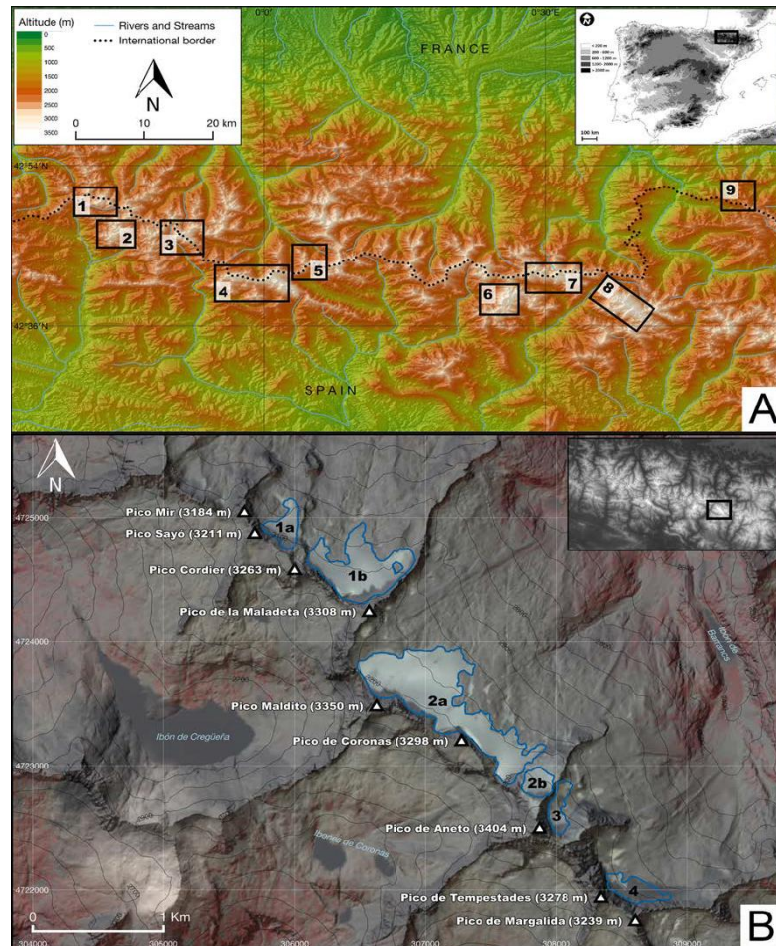 Altitude (m)
0
500
1000
1500
2000
2500
3000
3500
Rivers and Streams
International border
N
0 10 20 km
0°0'
0°30'E
FRANCE
< 200 m
100 km
42°54'N
1
2
3
4
5
6
7
8
9
42°36'N
SPAIN
A
N
4725000
Pico Mir (3184 m)
Pico Sayó (3211 m)
1a
Pico Cordier (3263 m)
1b
Pico de la Maladeta (3308 m)
4724000
Ibón de Barrancs
2a
Pico Maldito (3350 m)
Ibón de Cregüeña
Pico de Coronas (3298 m)
4723000
2b
3
Pico de Aneto (3404 m)
Ibones de Coronas
4722000
4
Pico de Tempestades (3278 m)
Pico de Margalida (3239 m)
0 1 Km
304000
305000
306000
307000
308000
309000
B